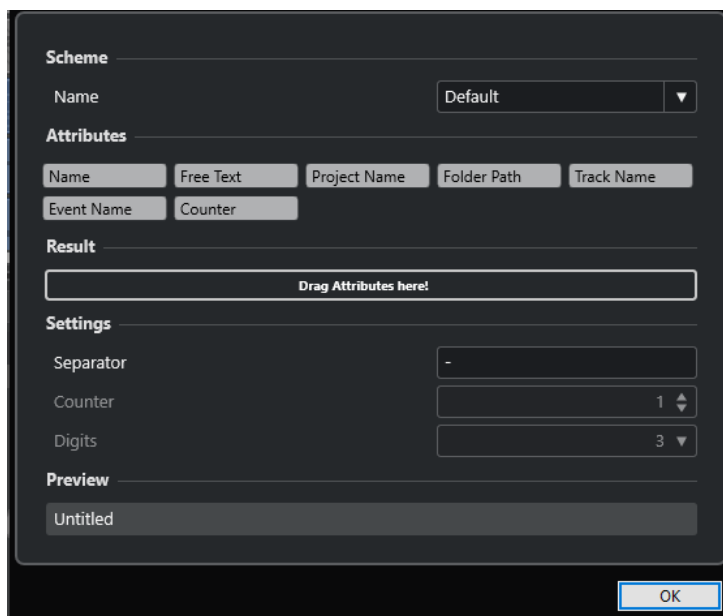 Scheme
Name Default
Attributes
Name Free Text Project Name Folder Path Track Name
Event Name Counter
Result
Drag Attributes here!
Settings
Separator -
Counter 1
Digits 3
Preview
Untitled
OK